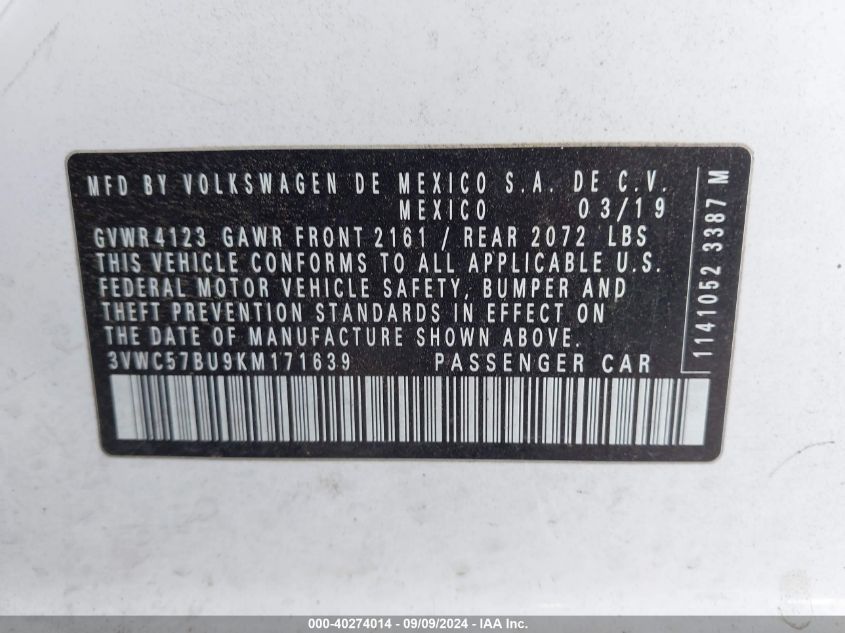 MFD BY VOLKSWAGEN DE MEXICO S.A. DE C.V.
MEXICO 03/19
GVWR 4123 GAWR FRONT 2161 / REAR 2072 LBS
THIS VEHICLE CONFORMS TO ALL APPLICABLE U.S.
FEDERAL MOTOR VEHICLE SAFETY, BUMPER AND
THEFT PREVENTION STANDARDS IN EFFECT ON
THE DATE OF MANUFACTURE SHOWN ABOVE.
3VWC57BU9KM171639 PASSENGER CAR
1141052 3387 M
000-40274014 - 09/09/2024 - IAA Inc.